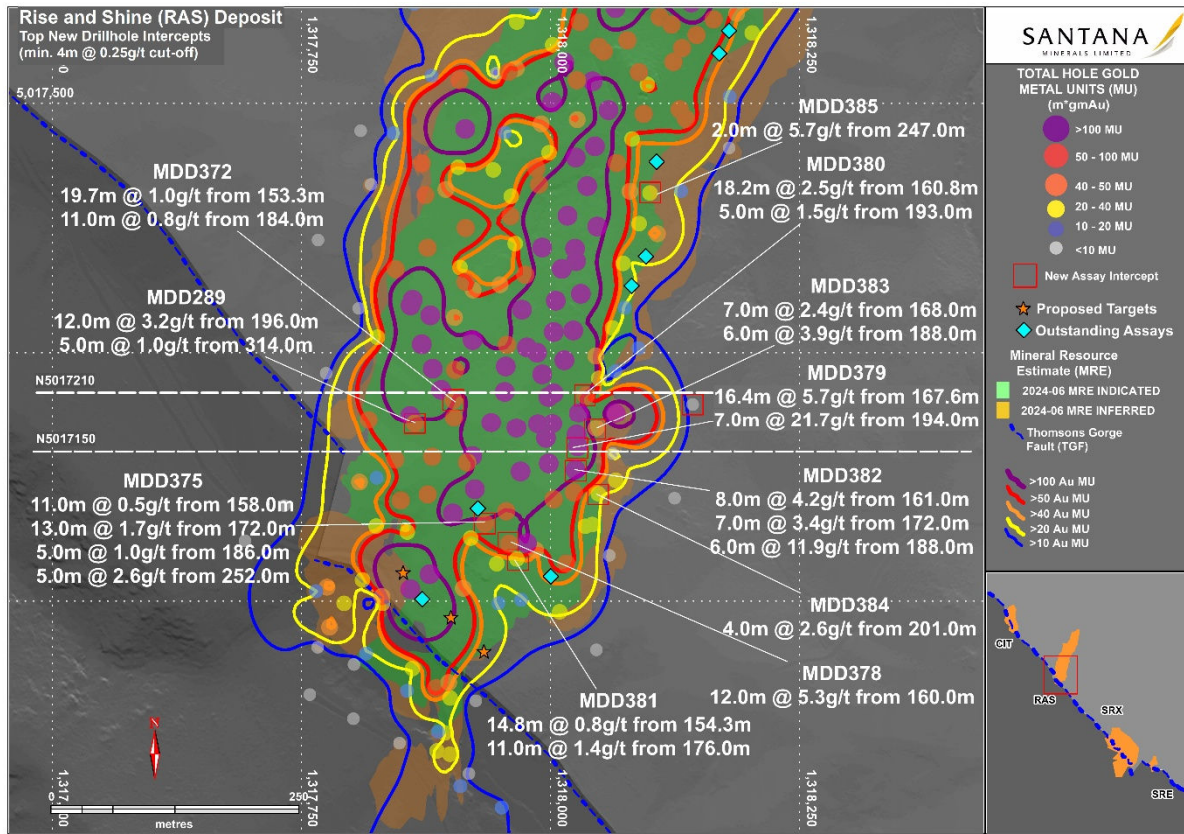 Rise and Shine (RAS) Deposit
Top New Drillhole Intercepts
(min. 4m @ 0.25g/t cut-off)
1,317,750
1,318,000
1,318,250
0
5,017,500
MDD385
2.0m @ 5.7g/t from 247.0m
MDD372
19.7m @ 1.0g/t from 153.3m
11.0m @ 0.8g/t from 184.0m
MDD380
18.2m @ 2.5g/t from 160.8m
5.0m @ 1.5g/t from 193.0m
MDD289
12.0m @ 3.2g/t from 196.0m
5.0m @ 1.0g/t from 314.0m
MDD383
7.0m @ 2.4g/t from 168.0m
6.0m @ 3.9g/t from 188.0m
N5017210
MDD379
16.4m @ 5.7g/t from 167.6m
7.0m @ 21.7g/t from 194.0m
N5017150
MDD375
11.0m @ 0.5g/t from 158.0m
13.0m @ 1.7g/t from 172.0m
5.0m @ 1.0g/t from 186.0m
5.0m @ 2.6g/t from 252.0m
MDD382
8.0m @ 4.2g/t from 161.0m
7.0m @ 3.4g/t from 172.0m
6.0m @ 11.9g/t from 188.0m
MDD384
4.0m @ 2.6g/t from 201.0m
MDD378
12.0m @ 5.3g/t from 160.0m
MDD381
14.8m @ 0.8g/t from 154.3m
11.0m @ 1.4g/t from 176.0m
N
0
250
metres
1,317,750
1,318,000
1,318,250
SANTANA
MINERALS LIMITED
TOTAL HOLE GOLD
METAL UNITS (MU)
(m*gmAu)
>100 MU
50 - 100 MU
40 - 50 MU
20 - 40 MU
10 - 20 MU
<10 MU
New Assay Intercept
Proposed Targets
Outstanding Assays
Mineral Resource
Estimate (MRE)
2024-06 MRE INDICATED
2024-06 MRE INFERRED
Thomsons Gorge
Fault (TGF)
>100 Au MU
>50 Au MU
>40 Au MU
>20 Au MU
>10 Au MU
CIT
RAS
SRX
SRE